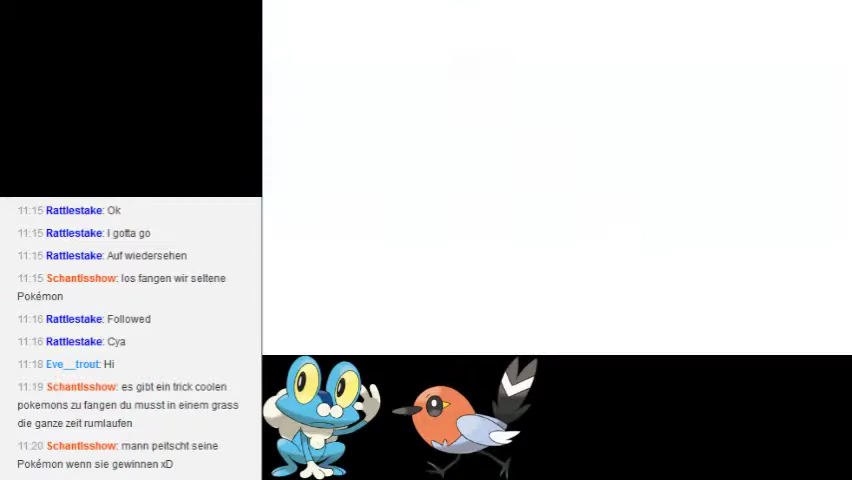 11:15 Rattlestake: Ok
11:15 Rattlestake: I gotta go
11:15 Rattlestake: Auf wiedersehen
11:15 Schantlsshow: los fangen wir seltene
Pokémon
11:16 Rattlestake: Followed
11:16 Rattlestake: Cya
11:18 Eve__trout: Hi
11:19 Schantlsshow: es gibt ein trick coolen
pokemons zu fangen du musst in einem grass
die ganze zeit rumlaufen
11:20 Schantlsshow: mann peitscht seine
Pokémon wenn sie gewinnen xD